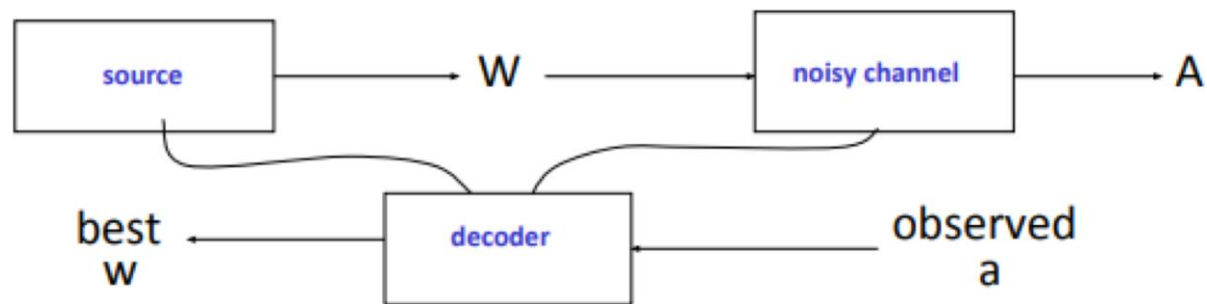 source
W
noisy channel
A
best
w
decoder
observed
a